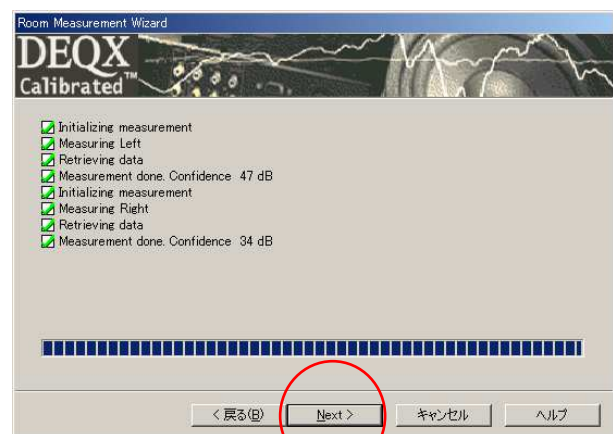 Room Measurement Wizard
DEQX
Calibrated™
Initializing measurement
Measuring Left
Retrieving data
Measurement done. Confidence 47 dB
Initializing measurement
Measuring Right
Retrieving data
Measurement done. Confidence 34 dB
< 戻る(B) Next > キャンセル ヘルプ